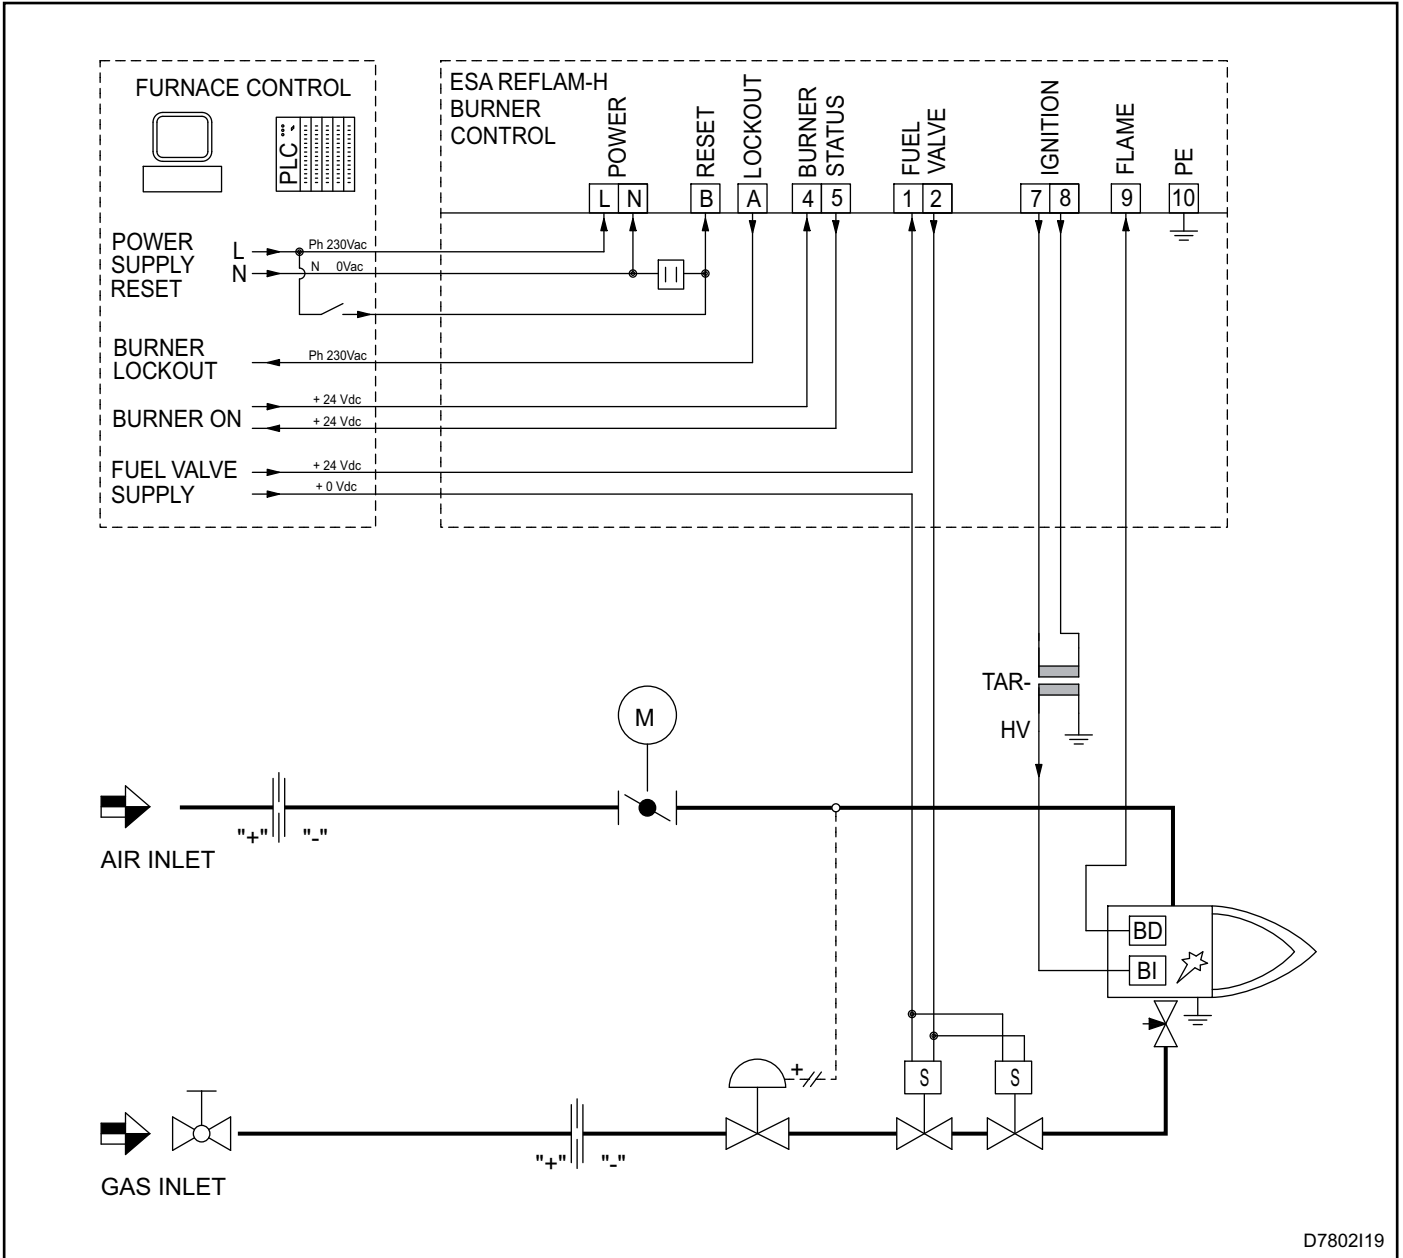 FURNACE CONTROL
PLC
ESA REFLAM-H
BURNER
CONTROL
POWER
RESET
LOCKOUT
BURNER
STATUS
FUEL
VALVE
IGNITION
FLAME
PE
L N B A 4 5 1 2 7 8 9 10
POWER
SUPPLY
RESET
L
N
Ph 230Vac
N 0Vac
BURNER
LOCKOUT
Ph 230Vac
BURNER ON
+ 24 Vdc
+ 24 Vdc
FUEL VALVE
SUPPLY
+ 24 Vdc
+ 0 Vdc
TAR-
HV
M
"+" "-"
AIR INLET
BD
BI
+
S S
"+" "-"
GAS INLET
D7802I19